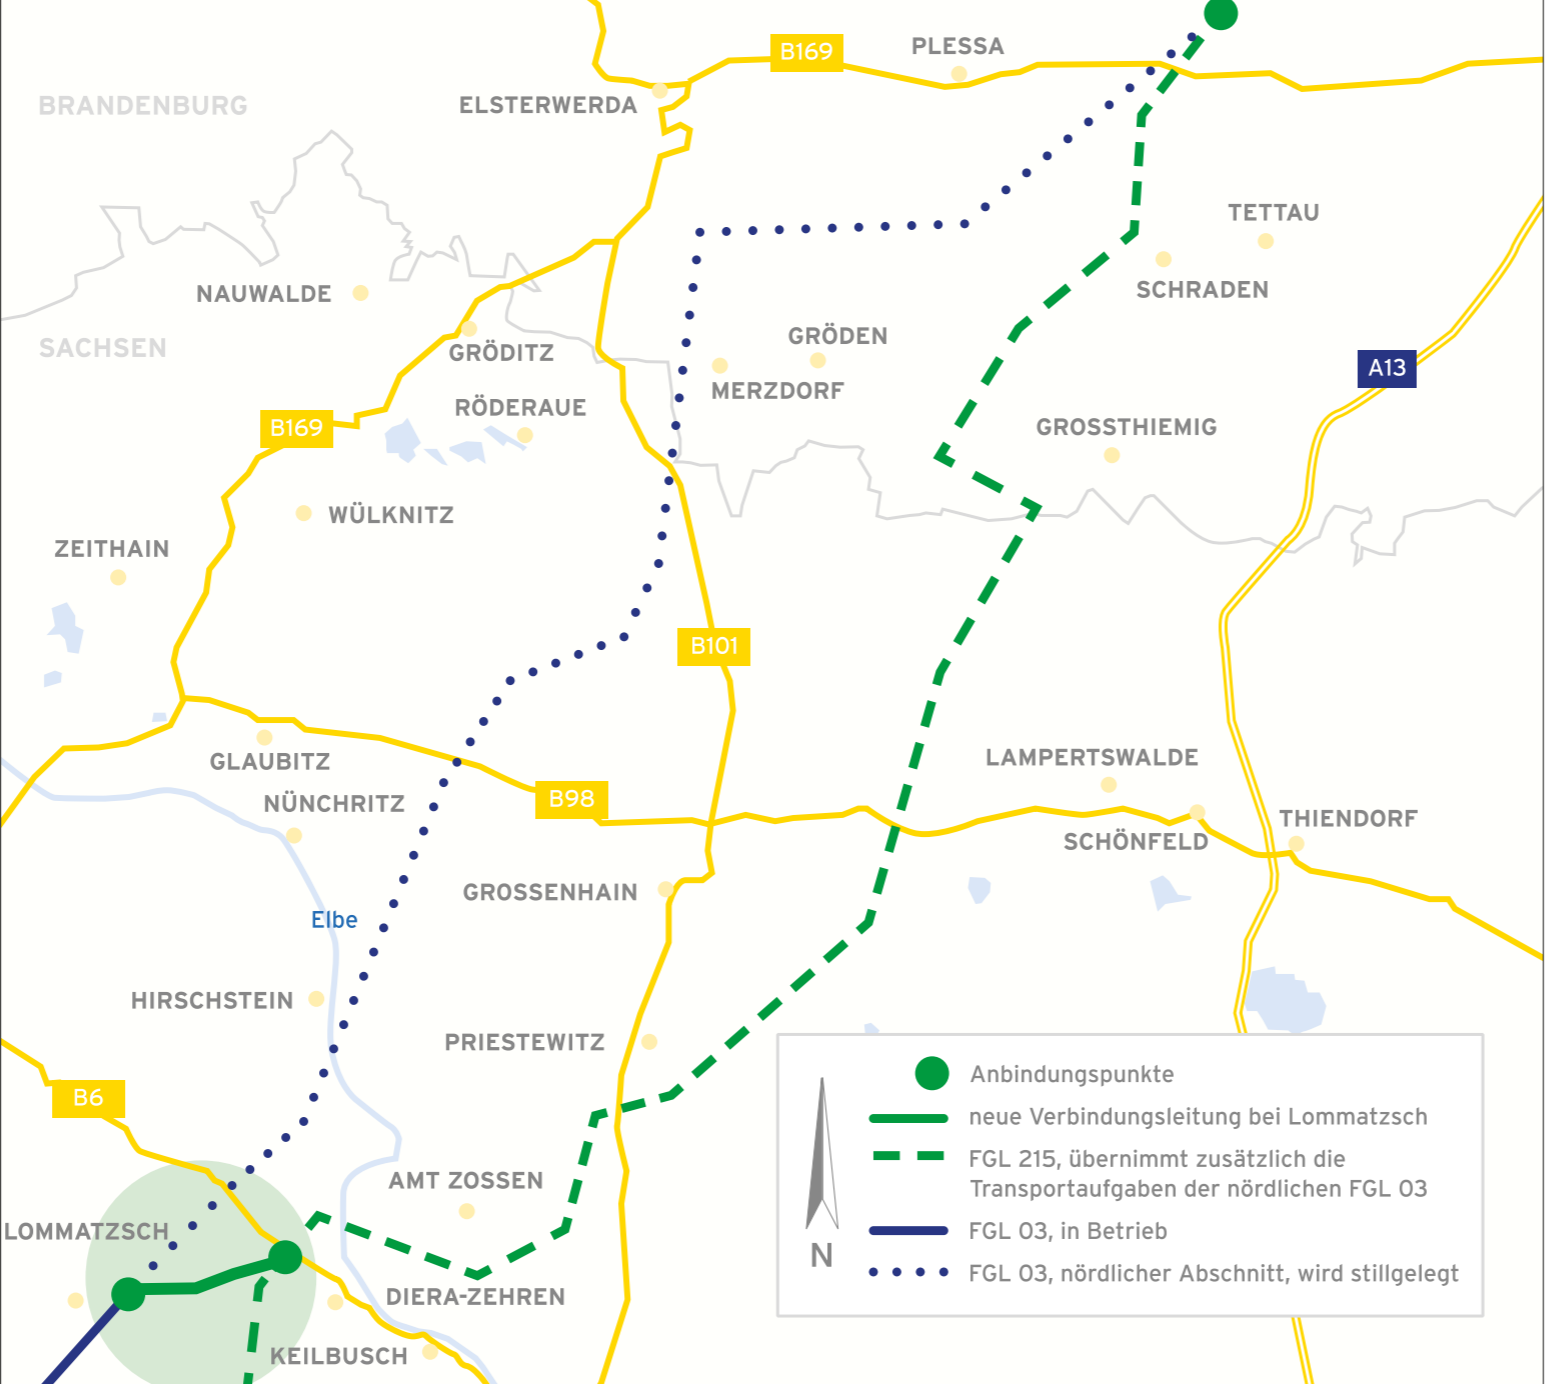 PLESSA
B169
ELSTERWERDA
BRANDENBURG
TETTAU
SCHRADEN
NAUWALDE
SACHSEN
GRÖDITZ
GRÖDEN
MERZDORF
A13
RÖDERAUE
B169
GROSSTHIEMIG
WÜLKNITZ
ZEITHAIN
B101
GLAUBITZ
LAMPERTSWALDE
NÜNCHRITZ
B98
THIENDORF
SCHÖNFELD
GROSSENHAIN
Elbe
HIRSCHSTEIN
PRIESTEWITZ
B6
AMT ZOSSEN
LOMMATZSCH
DIERA-ZEHREN
KEILBUSCH
N
Anbindungspunkte
neue Verbindungsleitung bei Lommatzsch
FGL 215, übernimmt zusätzlich die
Transportaufgaben der nördlichen FGL 03
FGL 03, in Betrieb
FGL 03, nördlicher Abschnitt, wird stillgelegt